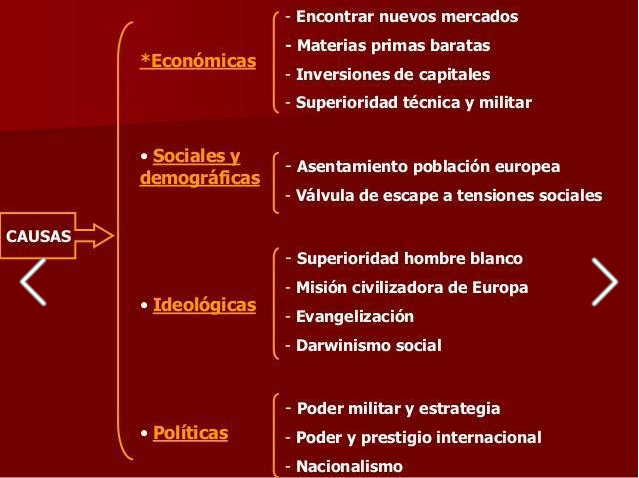 CAUSAS
*Económicas
- Encontrar nuevos mercados
- Materias primas baratas
- Inversiones de capitales
- Superioridad técnica y militar
• Sociales y
demográficas
- Asentamiento población europea
- Válvula de escape a tensiones sociales
• Ideológicas
- Superioridad hombre blanco
- Misión civilizadora de Europa
- Evangelización
- Darwinismo social
• Políticas
- Poder militar y estrategia
- Poder y prestigio internacional
- Nacionalismo